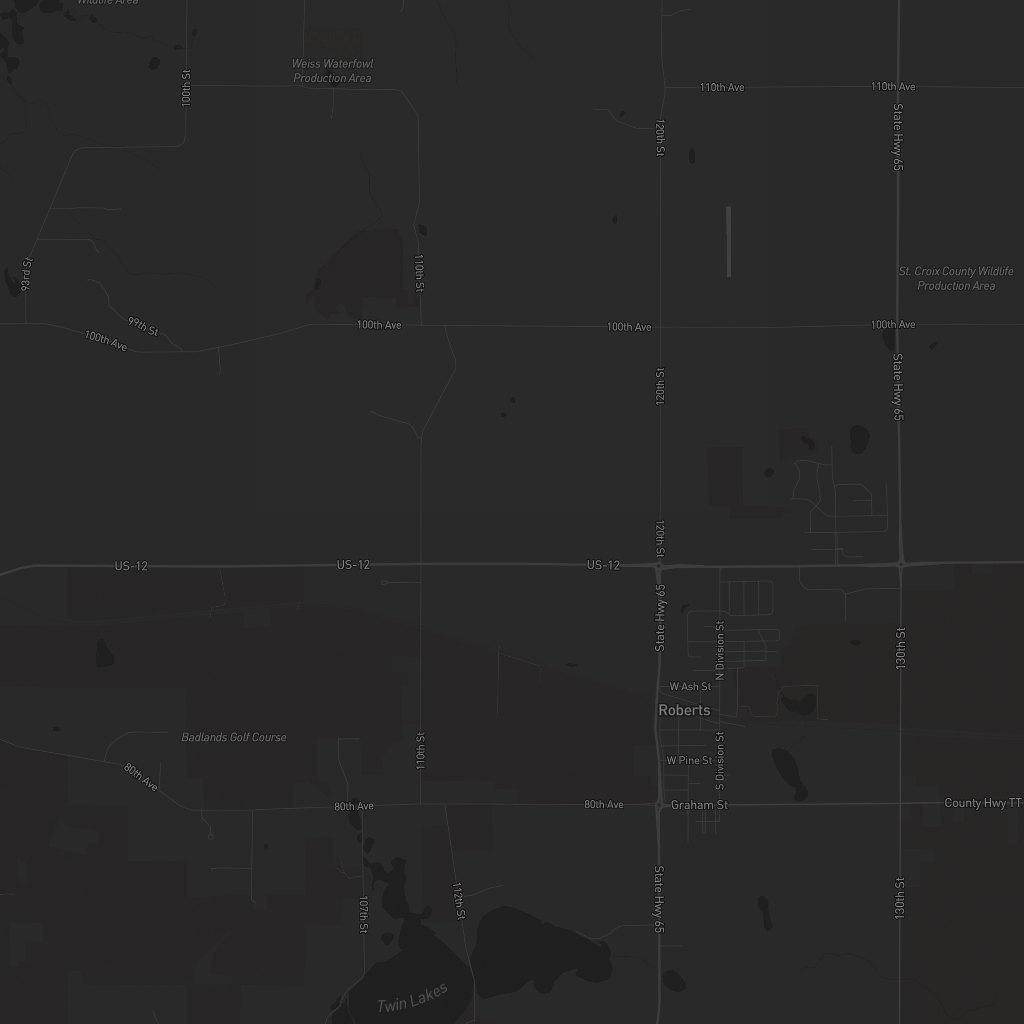 Wildlife Area
Weiss Waterfowl
Production Area
100th St
110th Ave
110th Ave
120th St
State Hwy 65
93rd St
110th St
St. Croix County Wildlife
Production Area
99th St
100th Ave
100th Ave
100th Ave
100th Ave
120th St
State Hwy 65
120th St
US-12
US-12
US-12
State Hwy 65
N Division St
130th St
W Ash St
Roberts
Badlands Golf Course
110th St
S Division St
W Pine St
80th Ave
80th Ave
80th Ave
Graham St
County Hwy TT
107th St
112th St
State Hwy 65
130th St
Twin Lakes